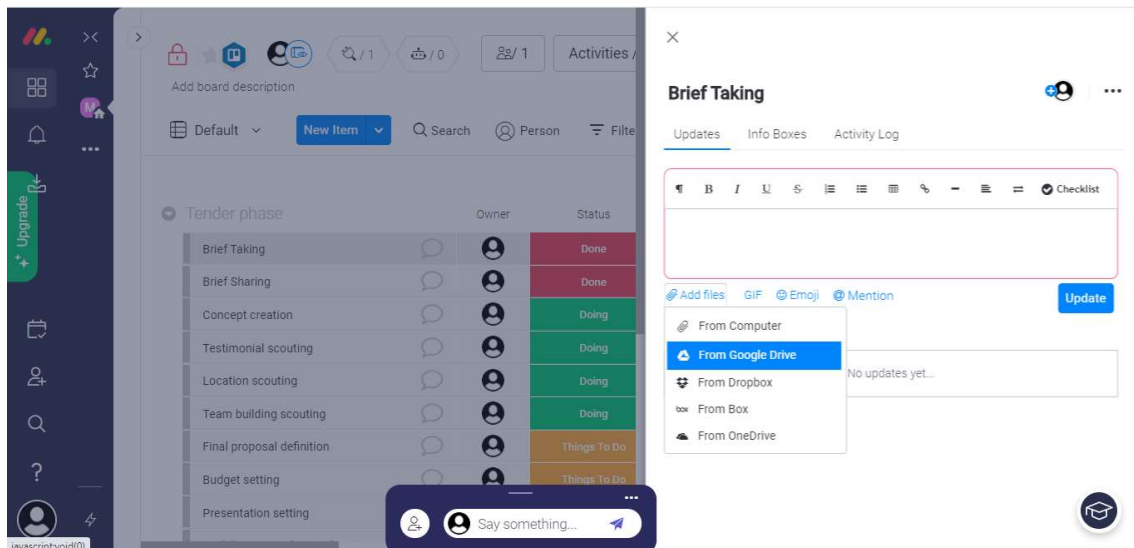 / 1
/ 0
/ 1
Activities /
Add board description
M
Default
New Item
Search
Person
Filte
Upgrade
Tender phase
Owner
Status
Brief Taking
Done
Brief Sharing
Done
Concept creation
Doing
Testimonial scouting
Doing
Location scouting
Doing
Team building scouting
Doing
Final proposal definition
Things To Do
Budget setting
Things To Do
Presentation setting
Say something...
javascript:void(0)
Brief Taking
Updates
Info Boxes
Activity Log
¶ B I U S
Checklist
Add files
GIF
Emoji
@ Mention
Update
From Computer
From Google Drive
From Dropbox
box From Box
From OneDrive
No updates yet...